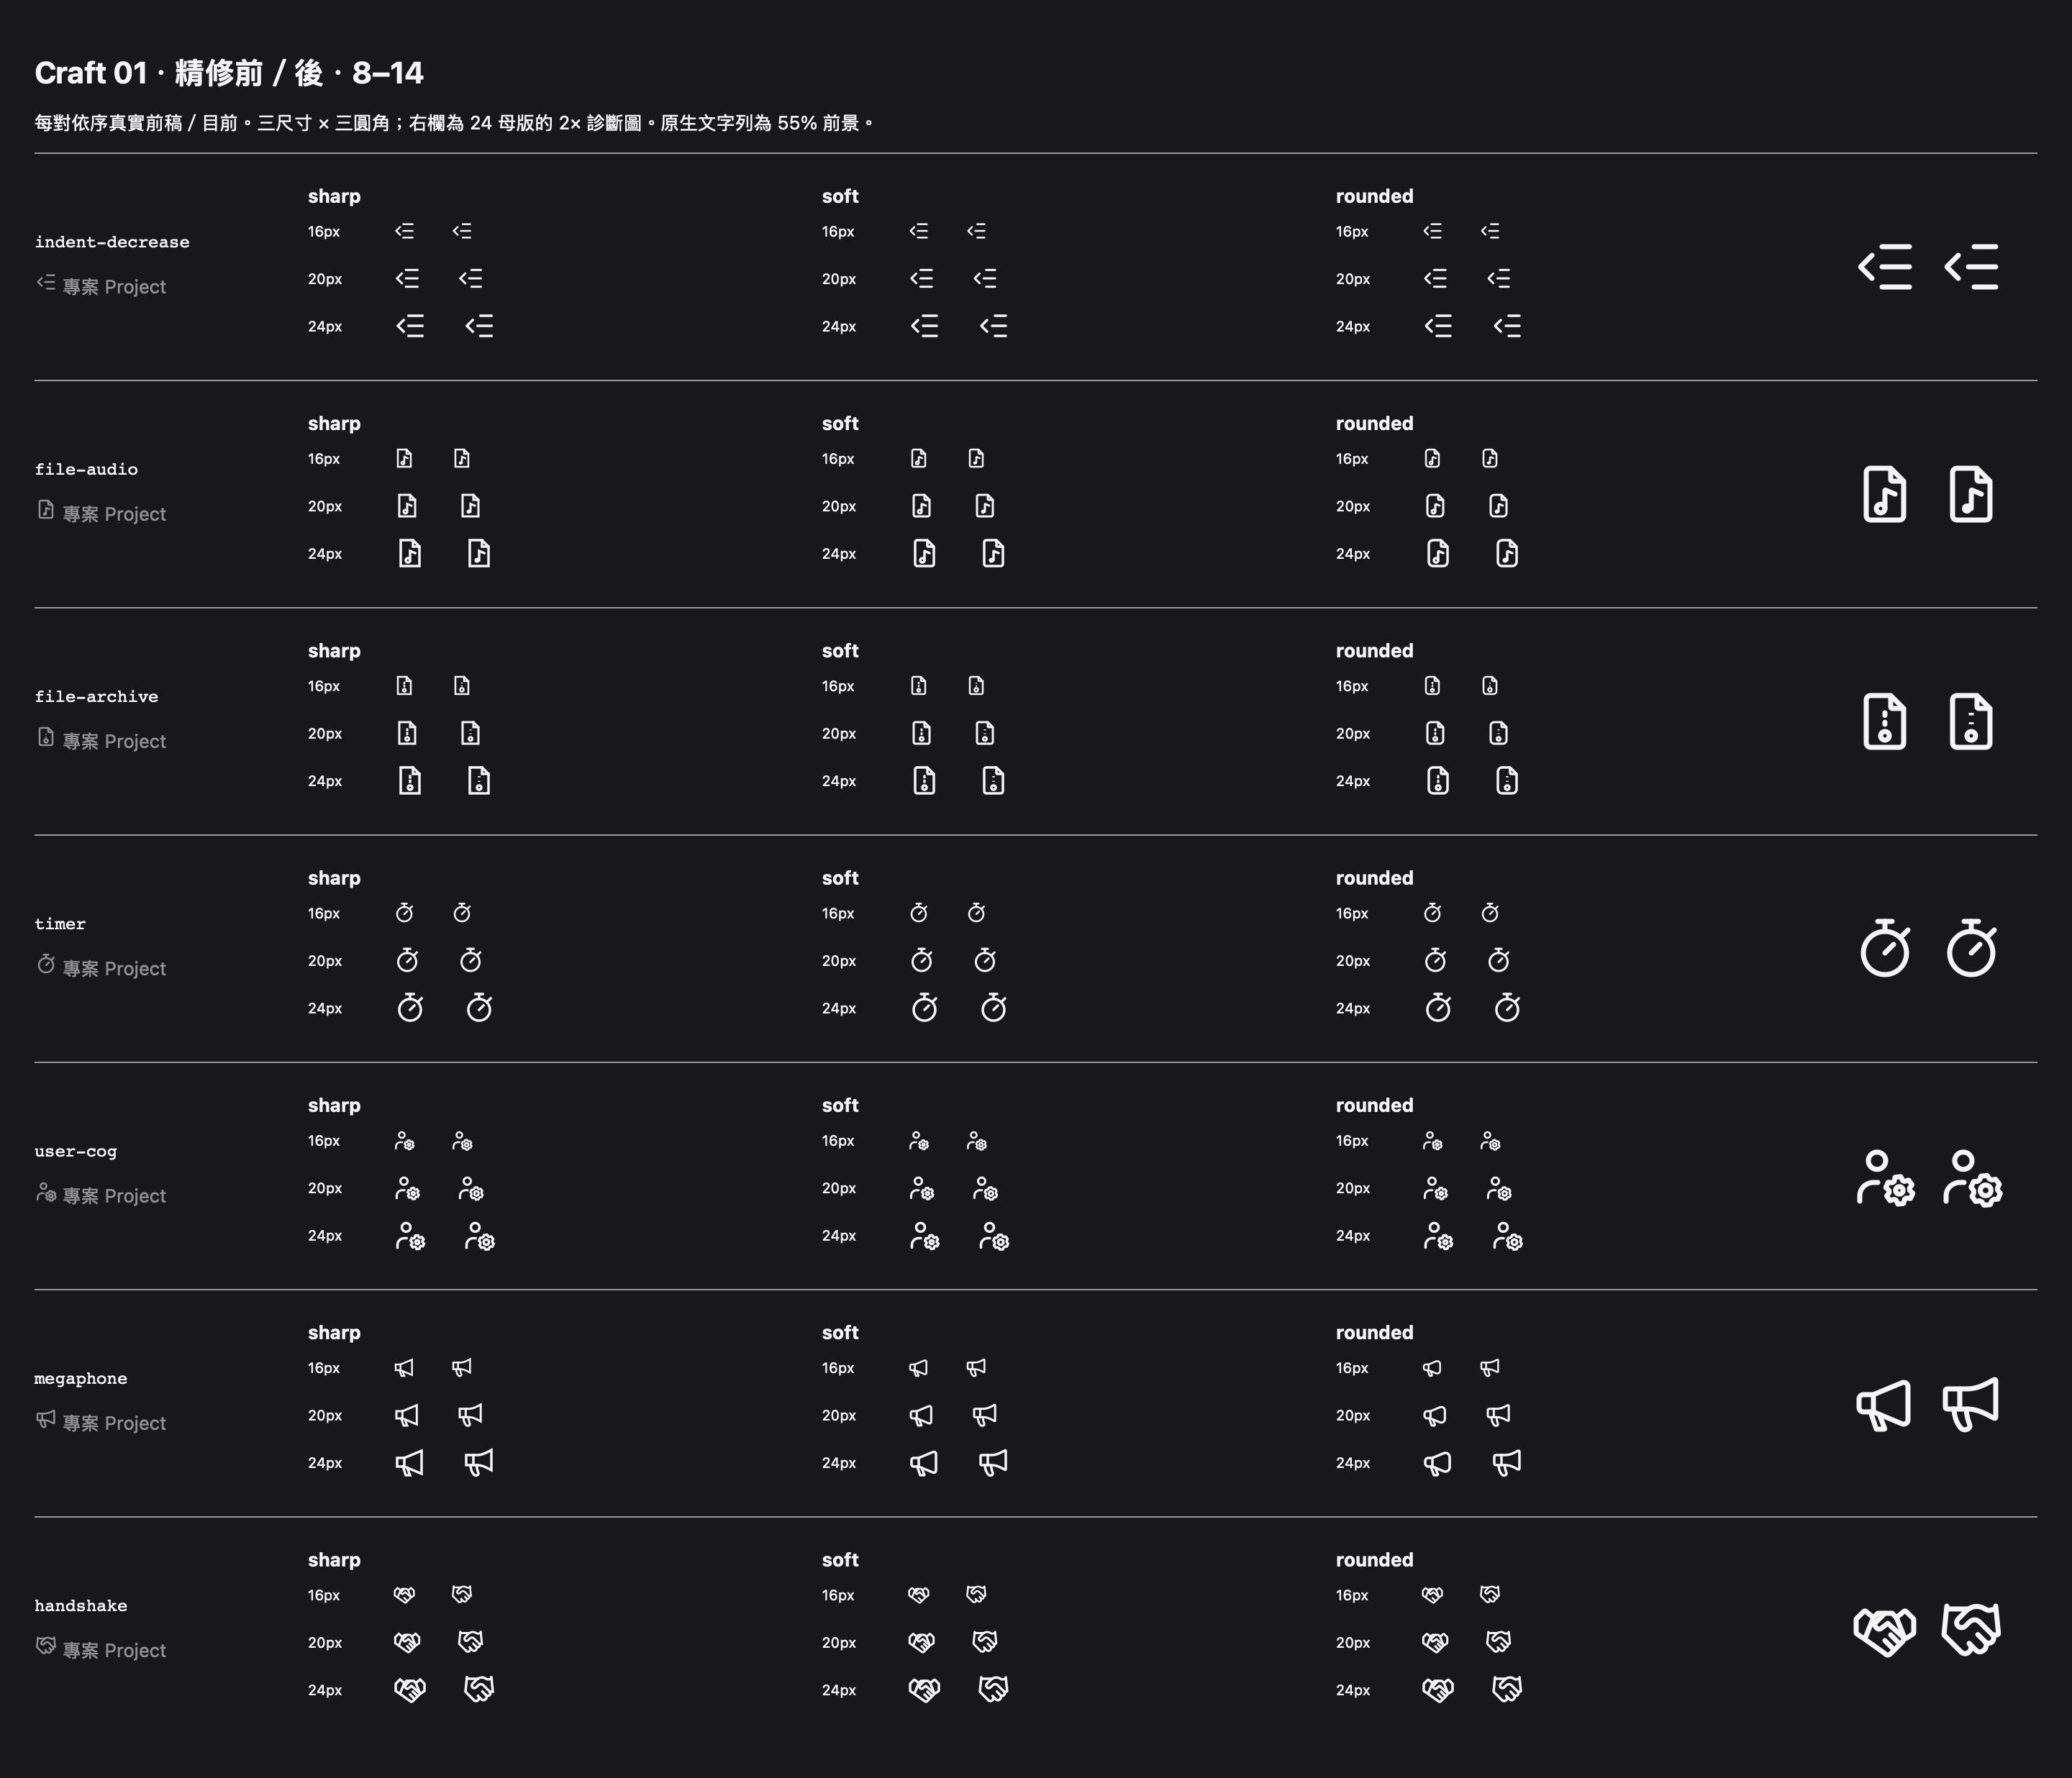 Craft 01 · 精修前 / 後 · 8–14
每對依序真實前稿 / 目前。三尺寸 × 三圓角；右欄為 24 母版的 2× 診斷圖。原生文字列為 55% 前景。
sharp soft rounded
16px 16px 16px
indent-decrease
20px 20px 20px
專案 Project
24px 24px 24px
sharp soft rounded
16px 16px 16px
file-audio
20px 20px 20px
專案 Project
24px 24px 24px
sharp soft rounded
16px 16px 16px
file-archive
20px 20px 20px
專案 Project
24px 24px 24px
sharp soft rounded
16px 16px 16px
timer
20px 20px 20px
專案 Project
24px 24px 24px
sharp soft rounded
16px 16px 16px
user-cog
20px 20px 20px
專案 Project
24px 24px 24px
sharp soft rounded
16px 16px 16px
megaphone
20px 20px 20px
專案 Project
24px 24px 24px
sharp soft rounded
16px 16px 16px
handshake
20px 20px 20px
專案 Project
24px 24px 24px